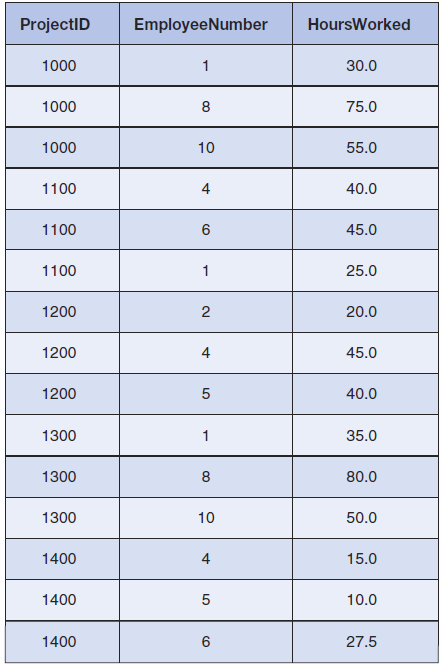 ProjectID EmployeeNumber HoursWorked
1000 1 30.0
1000 8 75.0
1000 10 55.0
1100 4 40.0
1100 6 45.0
1100 1 25.0
1200 2 20.0
1200 4 45.0
1200 5 40.0
1300 1 35.0
1300 8 80.0
1300 10 50.0
1400 4 15.0
1400 5 10.0
1400 6 27.5